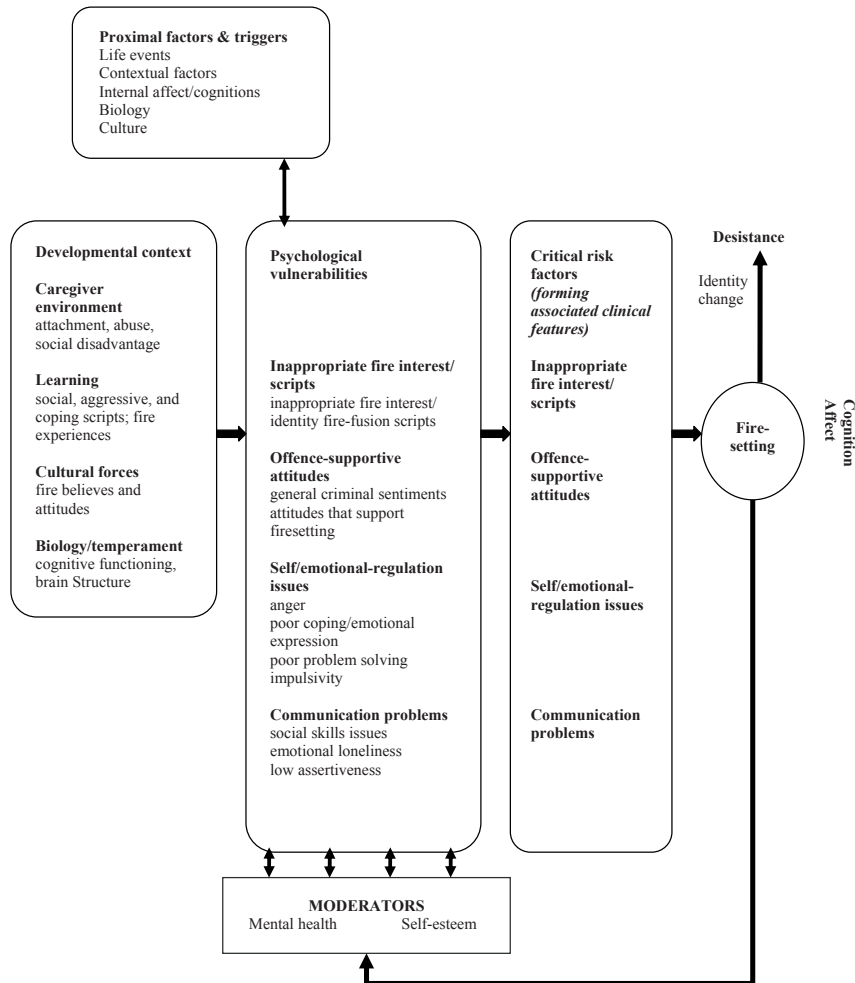 Proximal factors & triggers
Life events
Contextual factors
Internal affect/cognitions
Biology
Culture
Developmental context
Caregiver
environment
attachment, abuse,
social disadvantage
Learning
social, aggressive, and
coping scripts; fire
experiences
Cultural forces
fire believes and
attitudes
Biology/temperament
cognitive functioning,
brain Structure
Psychological
vulnerabilities
Inappropriate fire interest/
scripts
inappropriate fire interest/
identity fire-fusion scripts
Offence-supportive
attitudes
general criminal sentiments
attitudes that support
firesetting
Self/emotional-regulation
issues
anger
poor coping/emotional
expression
poor problem solving
impulsivity
Communication problems
social skills issues
emotional loneliness
low assertiveness
Critical risk
factors
(forming
associated clinical
features)
Inappropriate
fire interest/
scripts
Offence-
supportive
attitudes
Self/emotional-
regulation issues
Communication
problems
Desistance
Identity
change
Fire-
setting
Cognition
Affect
MODERATORS
Mental health Self-esteem